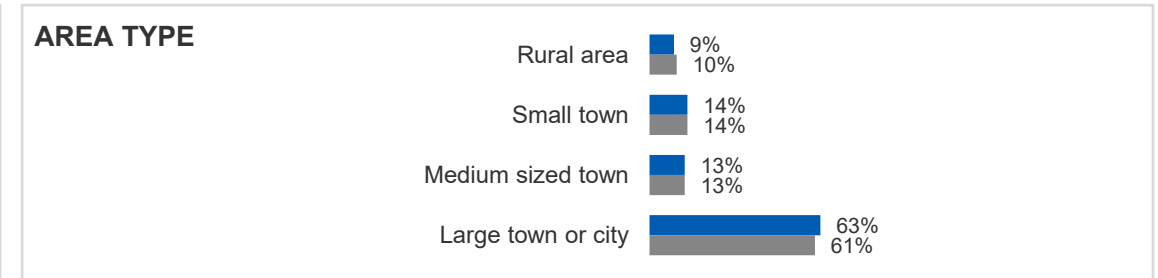 AREA TYPE
Rural area
9%
10%
Small town
14%
14%
Medium sized town
13%
13%
Large town or city
63%
61%